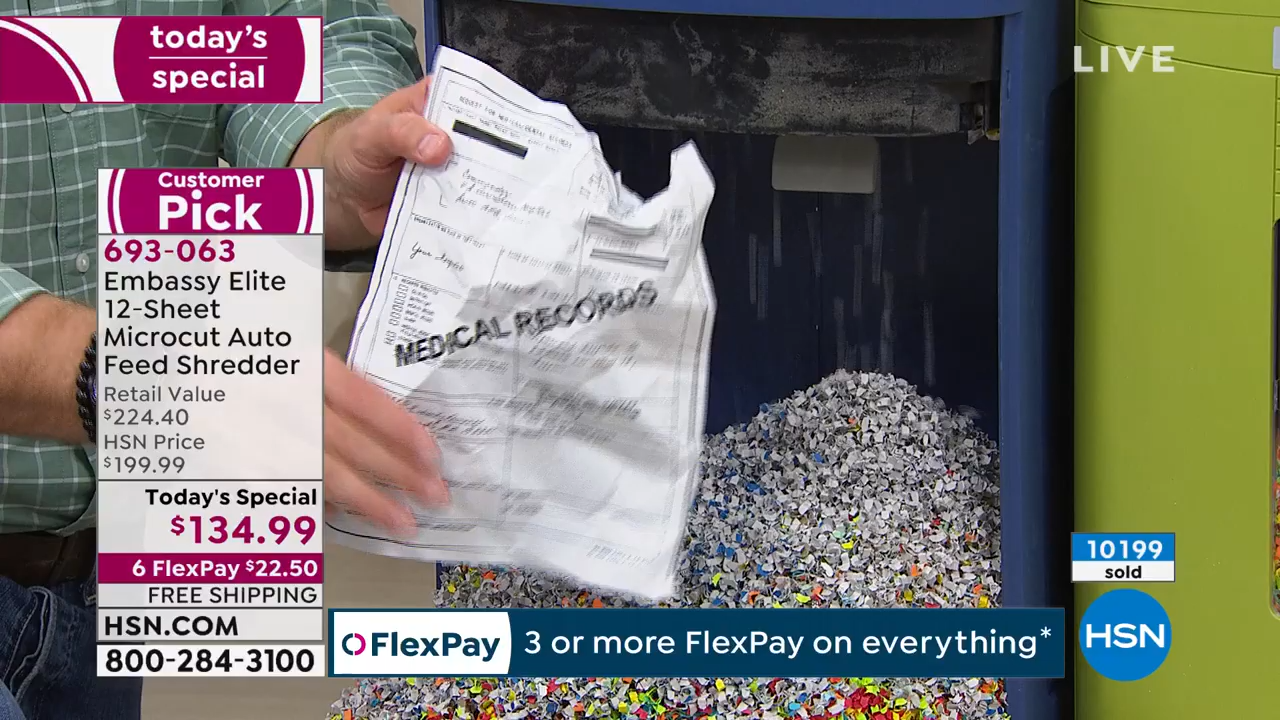 today's
special
LIVE
Customer
Pick
693-063
Embassy Elite
12-Sheet
Microcut Auto
Feed Shredder
Retail Value
$224.40
HSN Price
$199.99
Today's Special
$134.99
6 FlexPay $22.50
FREE SHIPPING
HSN.COM
800-284-3100
MEDICAL RECORDS
10199
sold
HSN
FlexPay 3 or more FlexPay on everything*